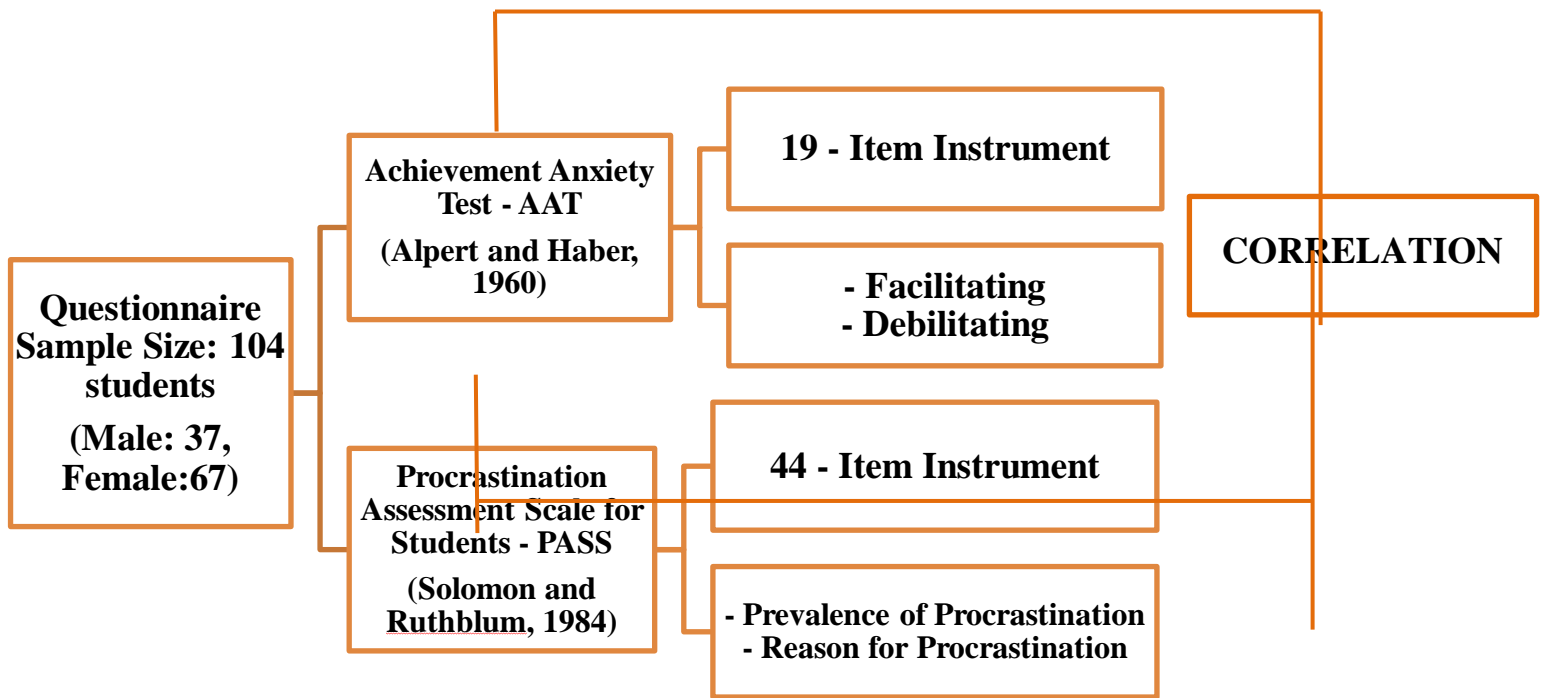 Questionnaire
Sample Size: 104
students
(Male: 37,
Female:67)
Achievement Anxiety
Test - AAT
(Alpert and Haber,
1960)
19 - Item Instrument
- Facilitating
- Debilitating
Procrastination
Assessment Scale for
Students - PASS
(Solomon and
Ruthblum, 1984)
44 - Item Instrument
- Prevalence of Procrastination
- Reason for Procrastination
CORRELATION